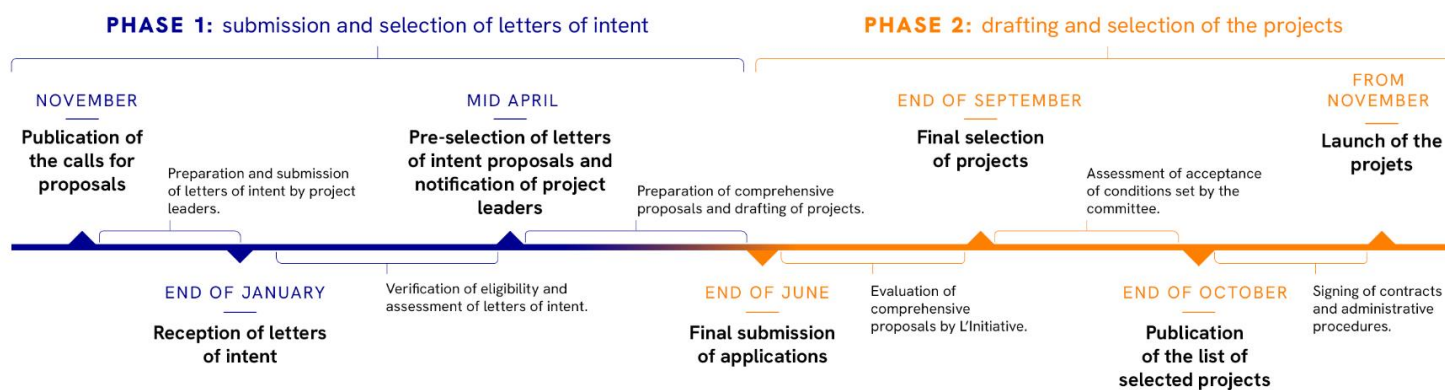 PHASE 1: submission and selection of letters of intent
PHASE 2: drafting and selection of the projects
NOVEMBER
Publication of
the calls for
proposals
Preparation and submission
of letters of intent by project
leaders.
END OF JANUARY
Reception of letters
of intent
Verification of eligibility and
assessment of letters of intent.
MID APRIL
Pre-selection of letters
of intent proposals and
notification of project
leaders
Preparation of comprehensive
proposals and drafting of projects.
END OF JUNE
Final submission
of applications
Evaluation of
comprehensive
proposals by L'Initiative.
END OF SEPTEMBER
Final selection
of projects
Assessment of acceptance
of conditions set by the
committee.
END OF OCTOBER
Publication
of the list of
selected projects
Signing of contracts
and administrative
procedures.
FROM
NOVEMBER
Launch of the
projets